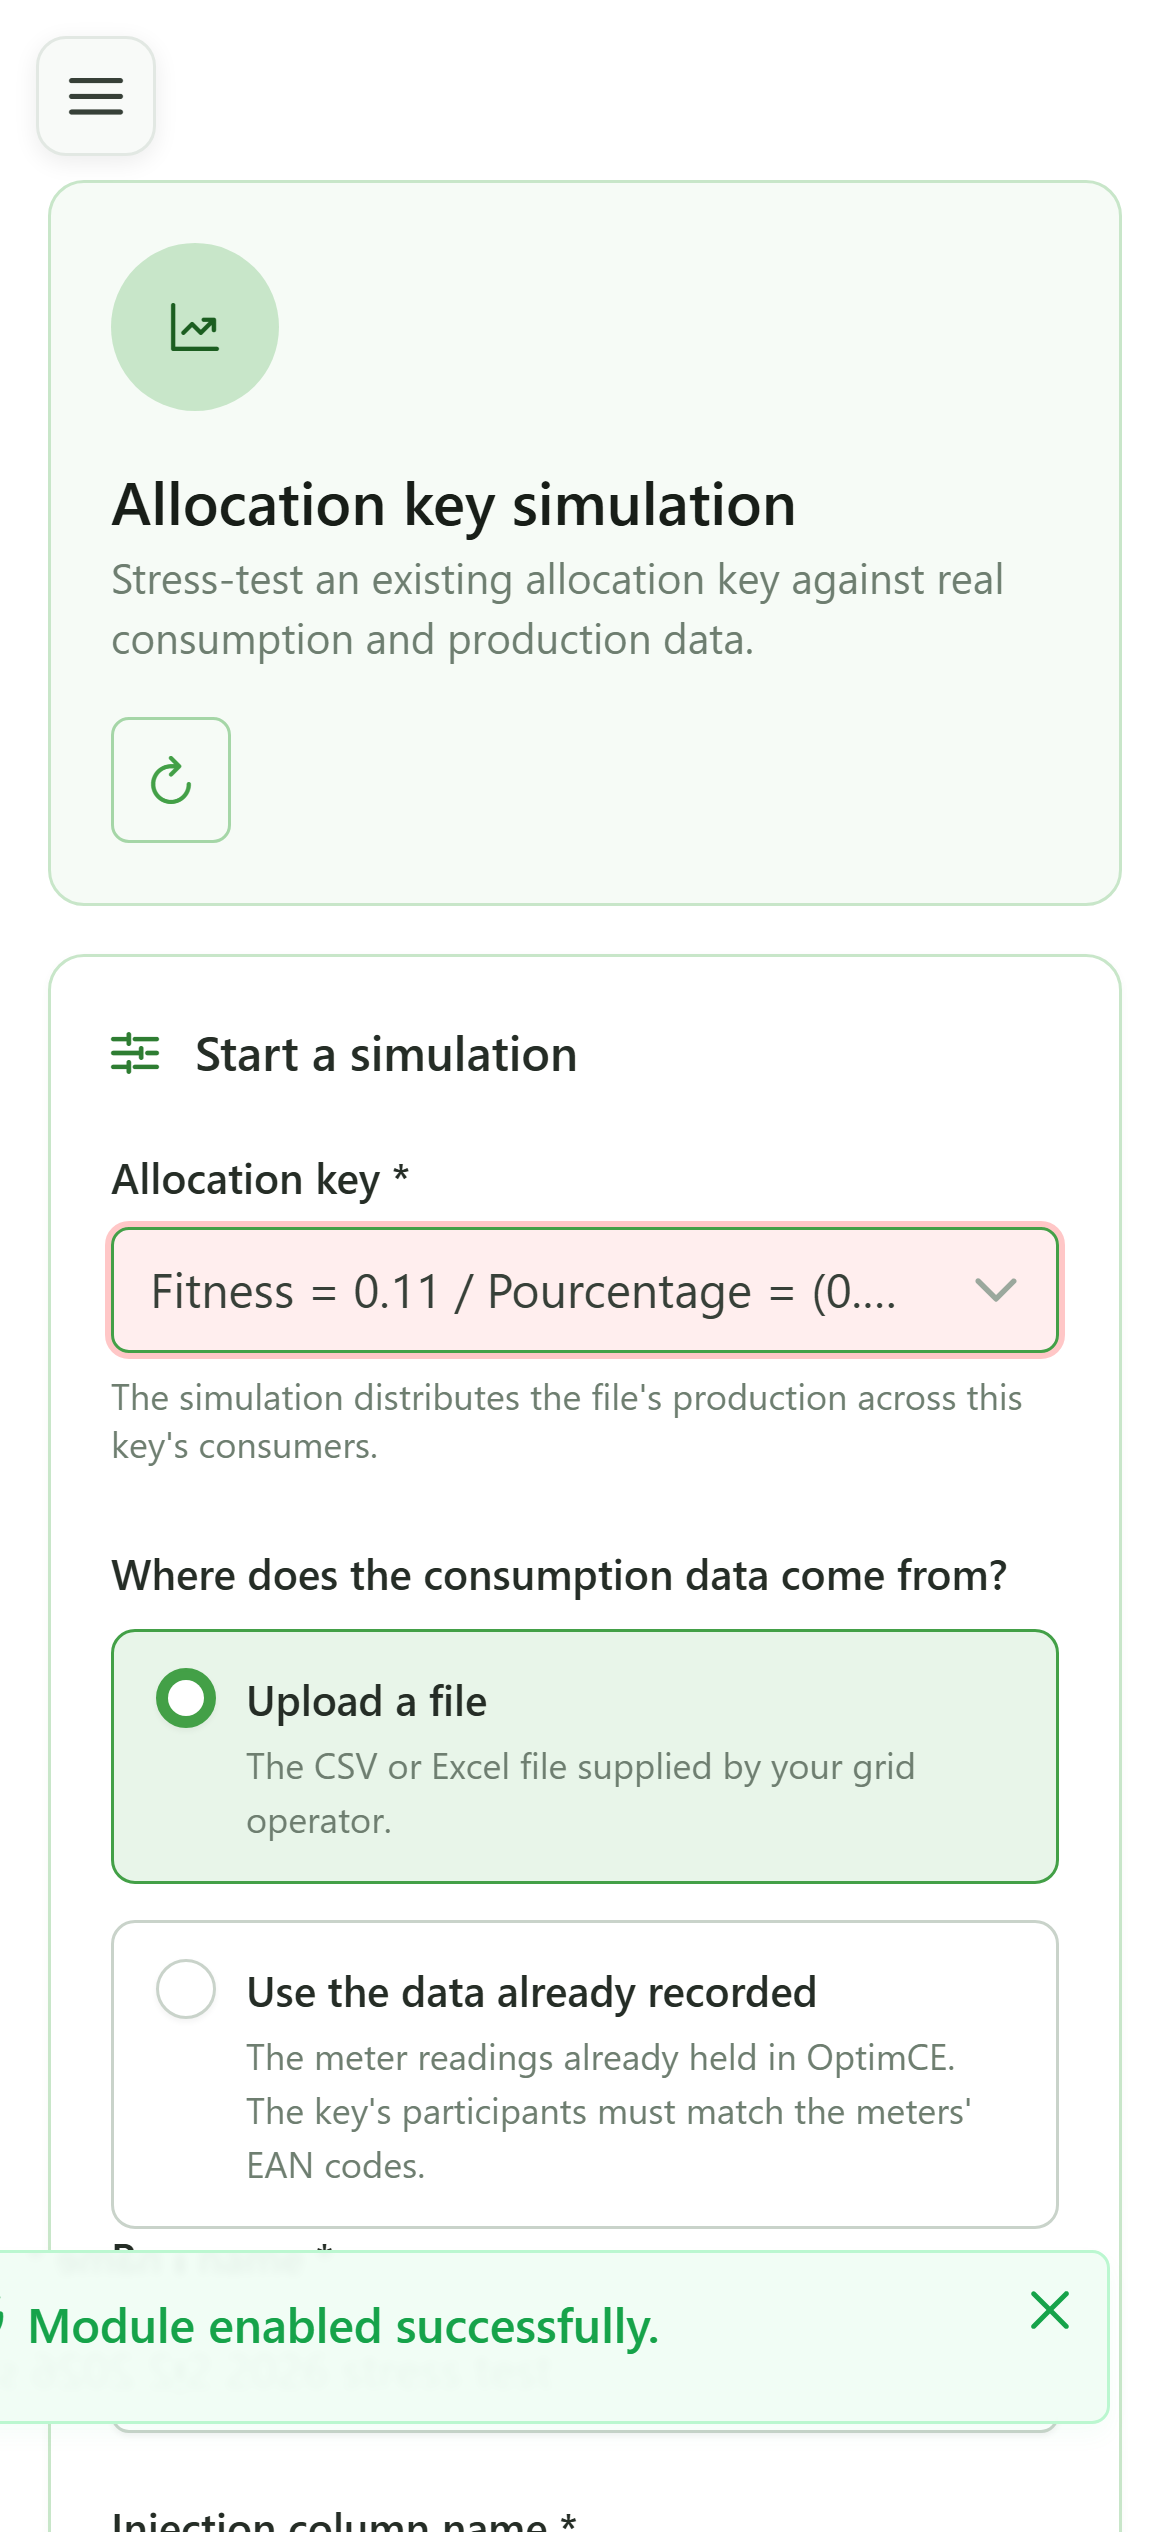 Allocation key simulation
Stress-test an existing allocation key against real
consumption and production data.
Start a simulation
Allocation key *
Fitness = 0.11 / Pourcentage = (0....
The simulation distributes the file's production across this
key's consumers.
Where does the consumption data come from?
Upload a file
The CSV or Excel file supplied by your grid
operator.
Use the data already recorded
The meter readings already held in OptimCE.
The key's participants must match the meters'
EAN codes.
Module enabled successfully.
Injection column name *